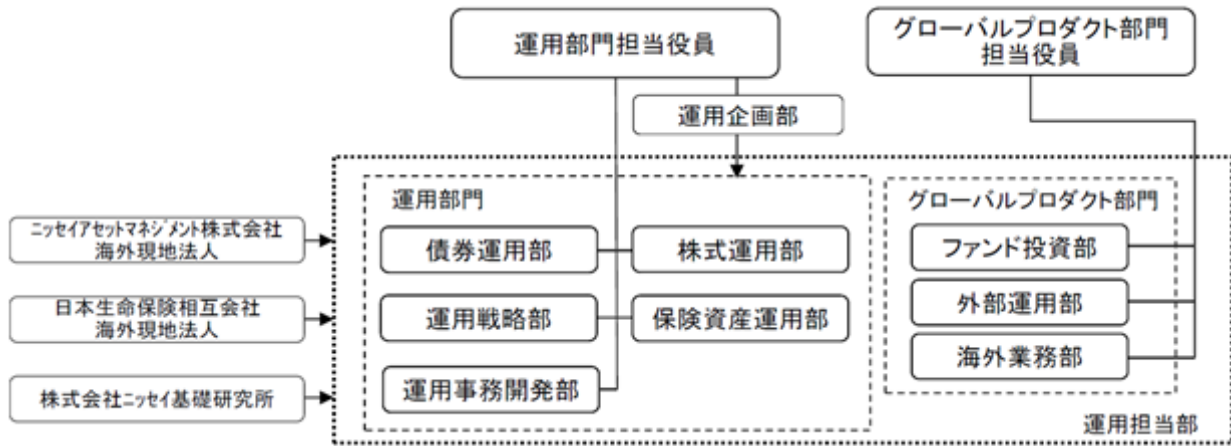 運用部門担当役員
グローバルプロダクト部門
担当役員
運用企画部
運用部門
グローバルプロダクト部門
ニッセイアセットマネジメント株式会社
海外現地法人
債券運用部
株式運用部
ファンド投資部
日本生命保険相互会社
海外現地法人
運用戦略部
保険資産運用部
外部運用部
海外業務部
株式会社ニッセイ基礎研究所
運用事務開発部
運用担当部